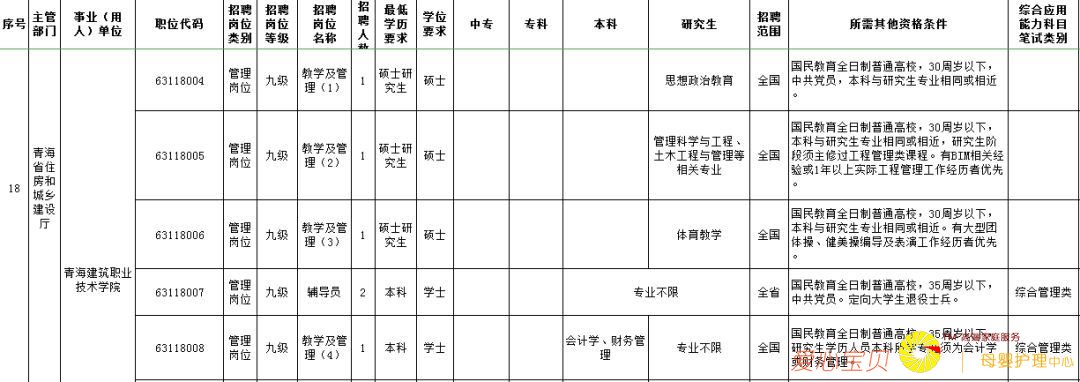 序号 主管部门 事业（用人）单位 职位代码 招聘岗位类别 招聘岗位等级 招聘岗位名称 招聘人数 最低学历要求 学位要求 中专 专科 本科 研究生 招聘范围 所需其他资格条件 综合应用能力科目笔试类别
18 青海省住房和城乡建设厅 青海建筑职业技术学院
63118004 管理岗位 九级 教学及管理（1） 1 硕士研究生 硕士 思想政治教育 全国 国民教育全日制普通高校，30周岁以下，中共党员，本科与研究生专业相同或相近。
63118005 管理岗位 九级 教学及管理（2） 1 硕士研究生 硕士 管理科学与工程、土木工程与管理等相关专业 全国 国民教育全日制普通高校，30周岁以下，本科与研究生专业相同或相近，研究生阶段须主修过工程管理类课程。有BIM相关经验或1年以上实际工程管理工作经历者优先。
63118006 管理岗位 九级 教学及管理（3） 1 硕士研究生 硕士 体育教学 全国 国民教育全日制普通高校，30周岁以下，本科与研究生专业相同或相近。有大型团体操、健美操编导及表演工作经历者优先。
63118007 管理岗位 九级 辅导员 2 本科 学士 专业不限 全省 国民教育全日制普通高校，35周岁以下，中共党员。定向大学生退役士兵。 综合管理类
63118008 管理岗位 九级 教学及管理（4） 1 本科 学士 会计学、财务管理 专业不限 全国 国民教育全日制普通高校，35周岁以下，研究生学历人员本科所学专业须为会计学或财务管理 综合管理类
爱心宝贝
家庭服务
母婴护理中心